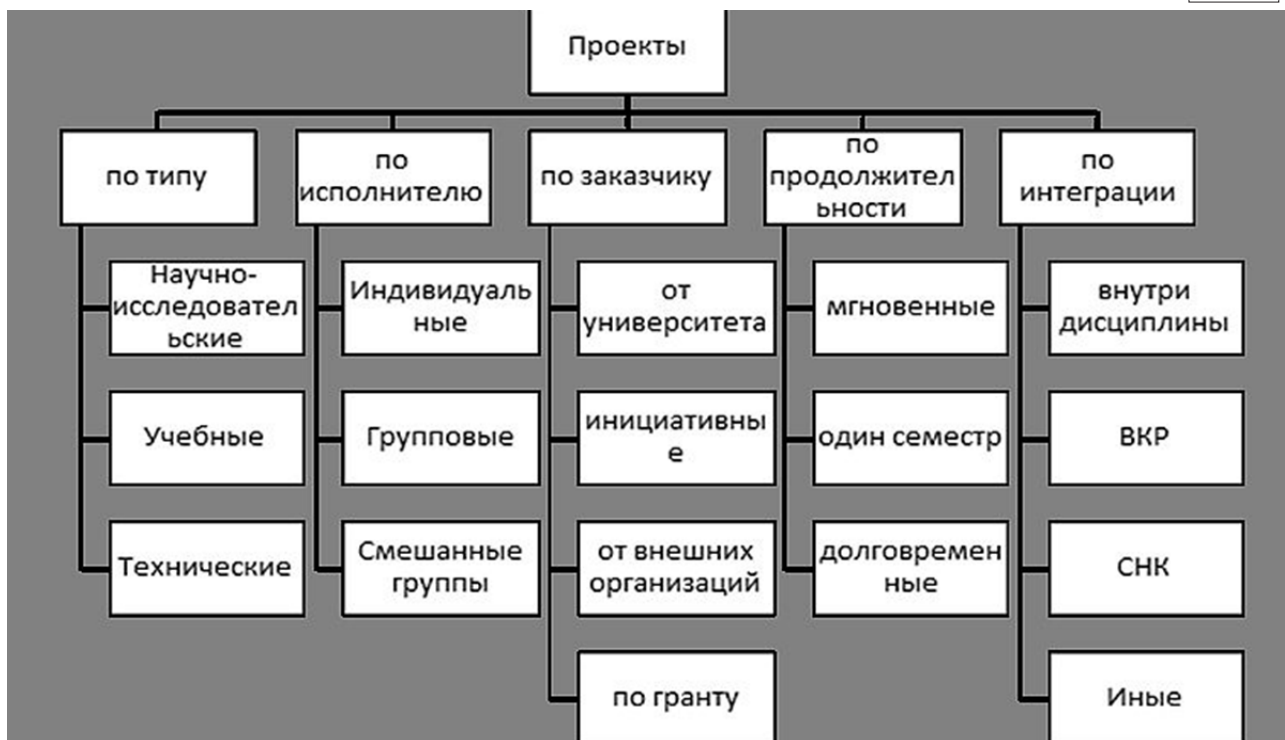 Проекты
по типу
по
исполнителю
по заказчику
по
продолжител
ьности
по
интеграции
Научно-
исследовател
ьские
Индивидуаль
ные
от
университета
мгновенные
внутри
дисциплины
Учебные
Групповые
инициативны
е
один семестр
ВКР
Технические
Смешанные
группы
от внешних
организаций
долговремен
ные
СНК
по гранту
Иные